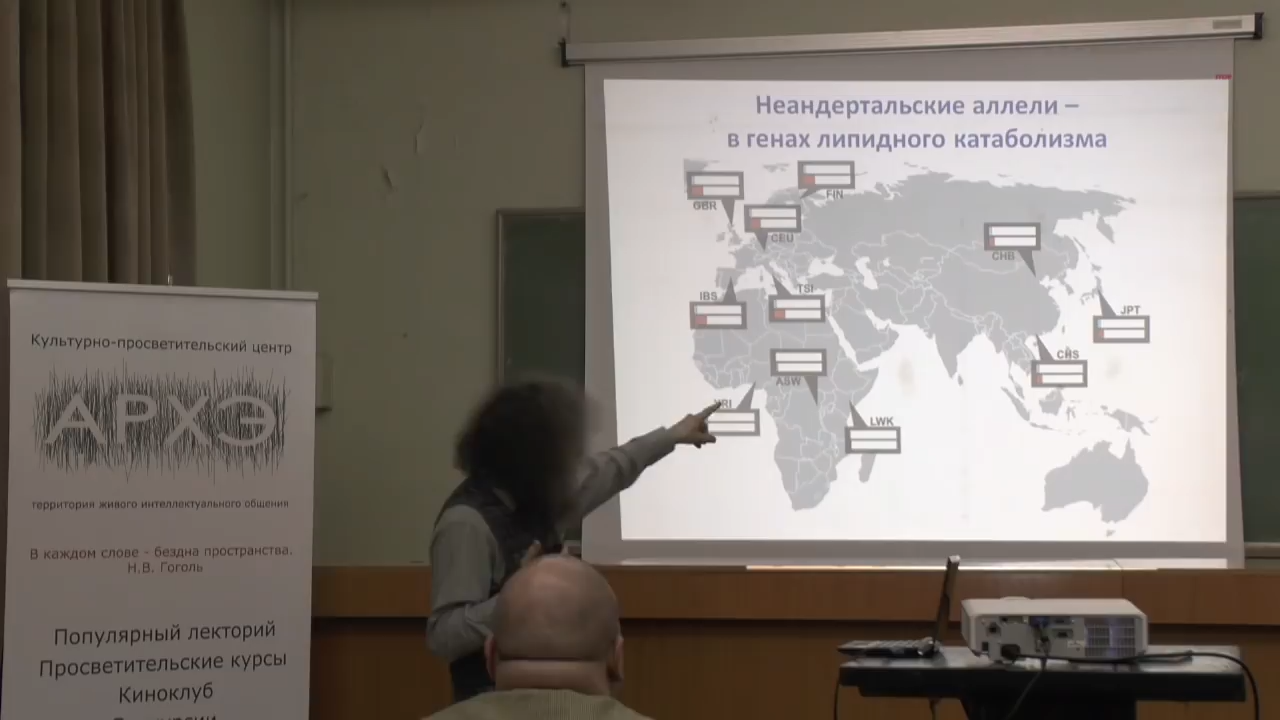 Культурно-просветительский центр
АРХЭ
территория живого интеллектуального общения
В каждом слове - бездна пространства.
Н.В. Гоголь
Популярный лекторий
Просветительские курсы
Киноклуб
Неандертальские аллели –
в генах липидного катаболизма
FIN
GBR
CEU
CHB
IBS
TSI
JPT
CHS
ASW
YRI
LWK